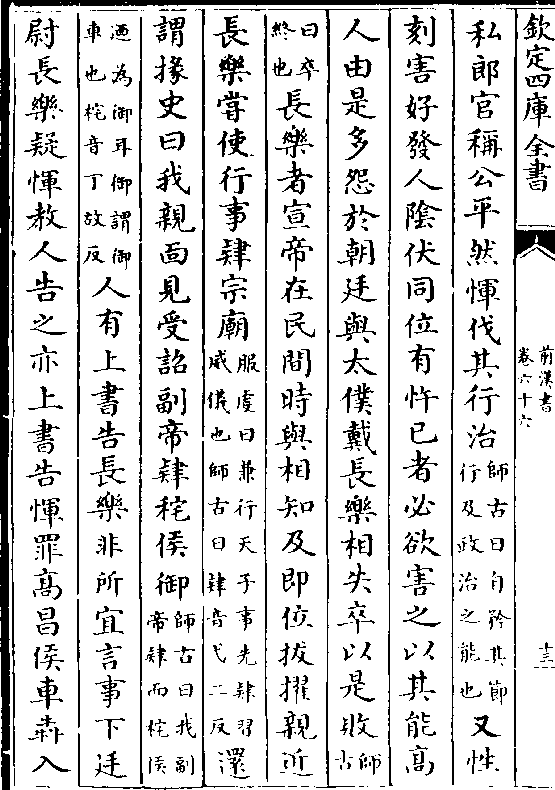 欽定四庫全書
前漢書
卷六十六
十三
私郎官稱公平然惲伐其行治師古曰自矜其節行及政治之能也又性
刻害好發人陰伏同位有忤已者必欲害之以其能髙
人由是多怨於朝廷與太僕戴長樂相失卒以是敗師古
曰卒終也長樂者宣帝在民間時與相知及即位拔擢親近
長樂嘗使行事肄宗廟服虔曰兼行天子事先肄習威儀也師古曰肄音弋二反還
謂掾史曰我親面見受詔副帝肄秺侯御師古曰我副帝肄而秺侯
迺為御耳御謂御車也秺音丁故反人有上書告長樂非所宜言事下廷
尉長樂疑惲教人告之亦上書告惲罪髙昌侯車犇入